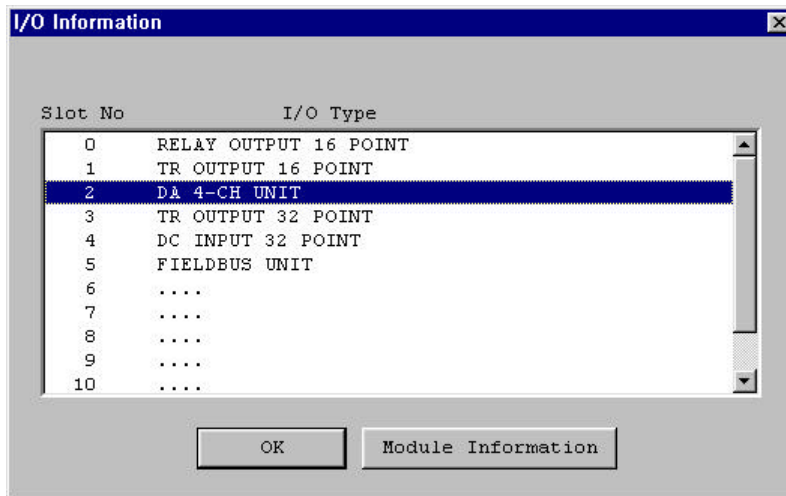 I/O Information
Slot No I/O Type
0 RELAY OUTPUT 16 POINT
1 TR OUTPUT 16 POINT
2 DA 4-CH UNIT
3 TR OUTPUT 32 POINT
4 DC INPUT 32 POINT
5 FIELDBUS UNIT
6 ....
7 ....
8 ....
9 ....
10 ....
OK Module Information